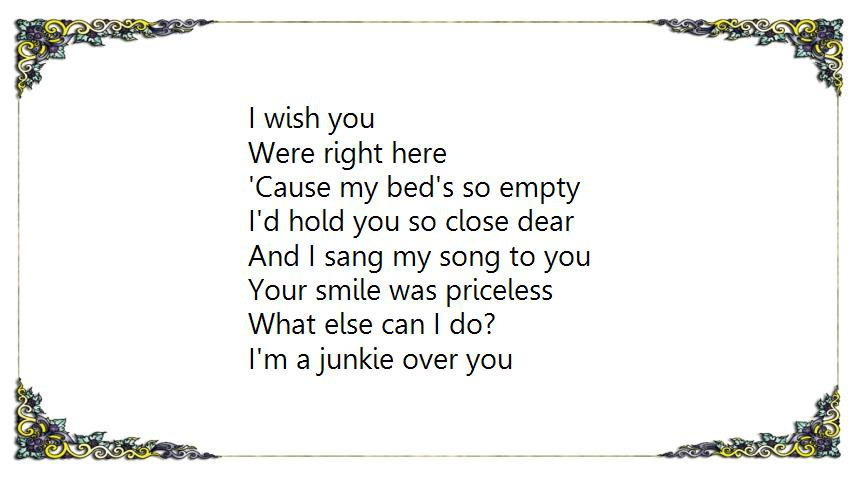 I wish you
Were right here
'Cause my bed's so empty
I'd hold you so close dear
And I sang my song to you
Your smile was priceless
What else can I do?
I'm a junkie over you